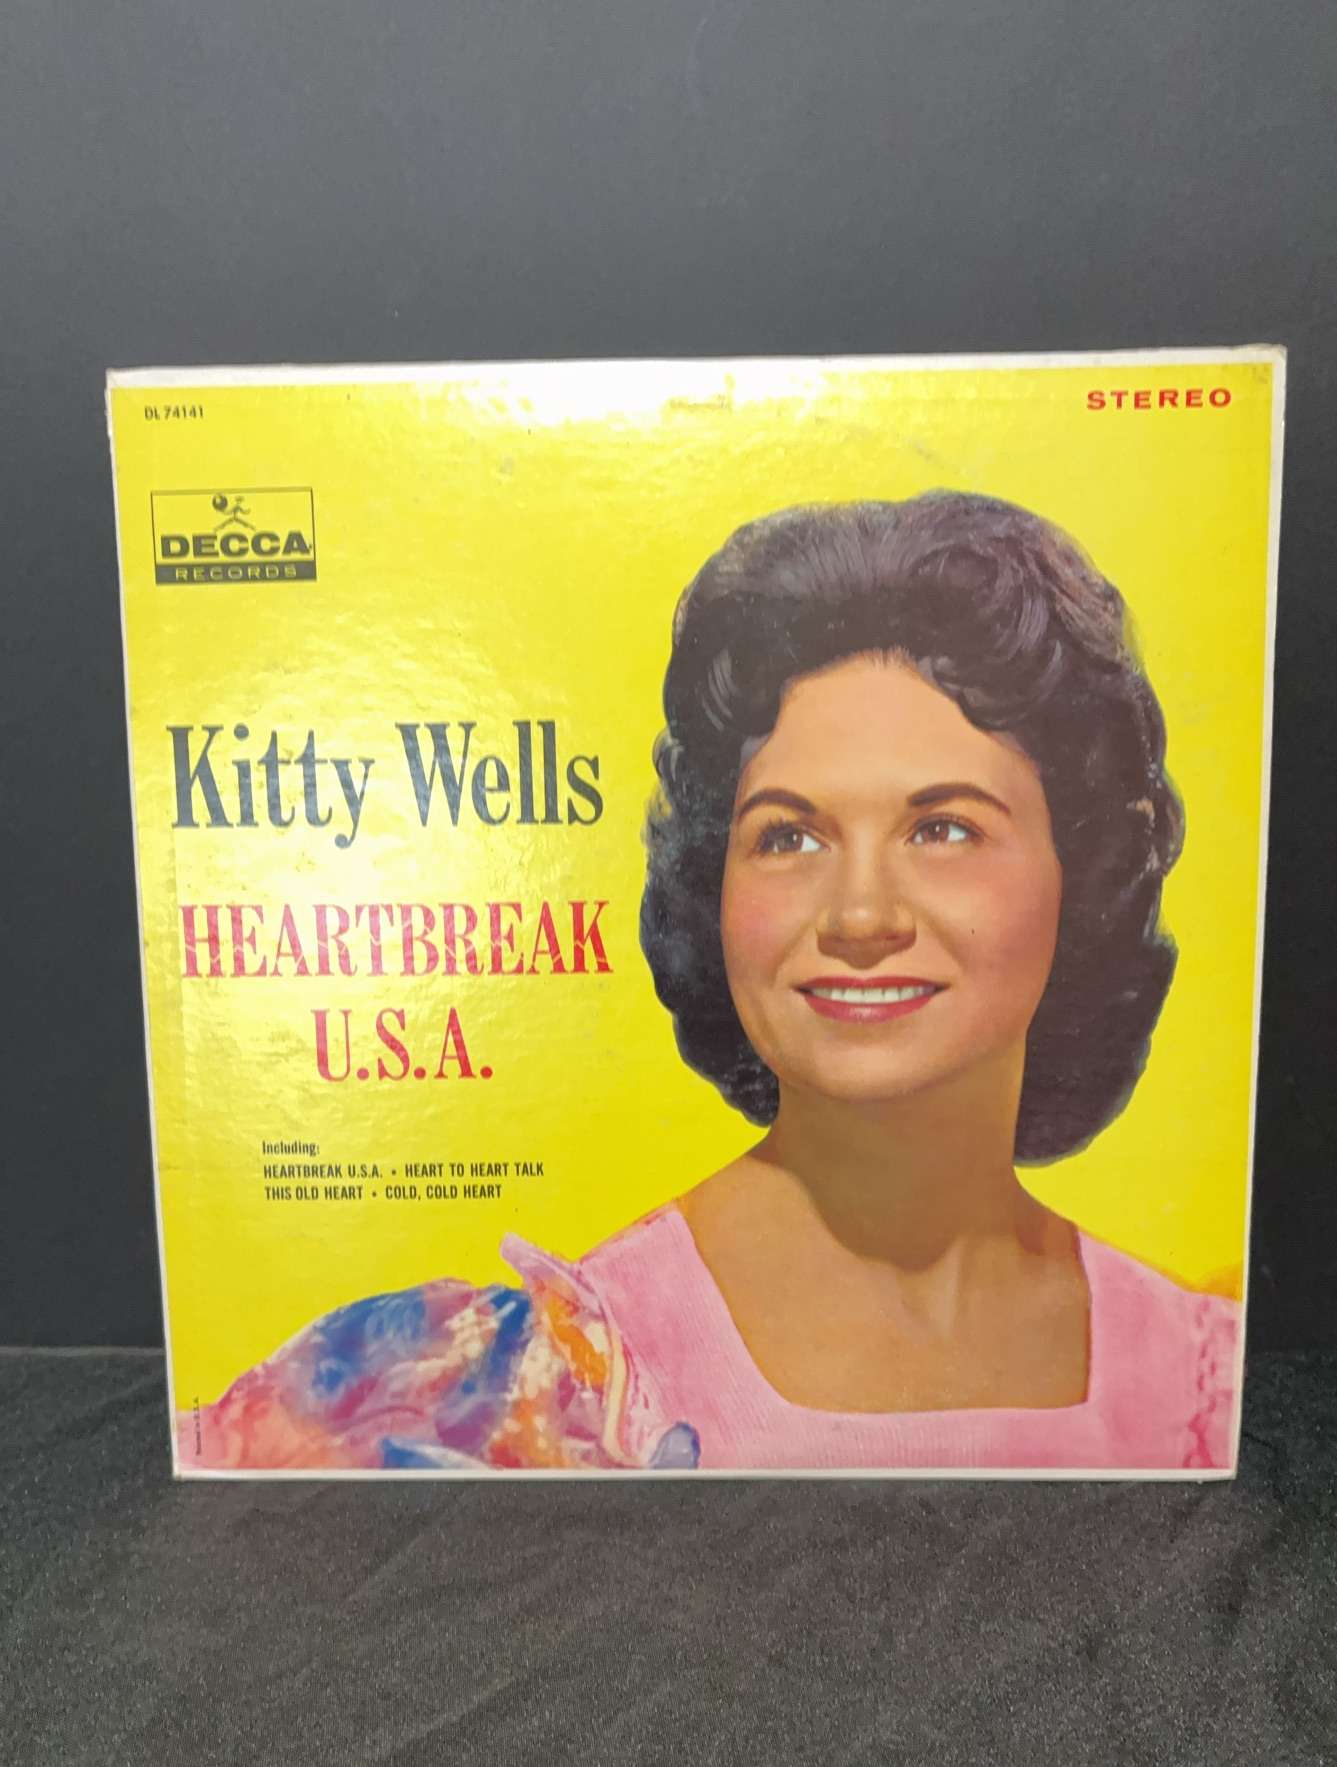 DL 74141
STEREO
DECCA
RECORDS
Kitty Wells
HEARTBREAK
U.S.A.
Including:
HEARTBREAK U.S.A. • HEART TO HEART TALK
THIS OLD HEART • COLD, COLD HEART